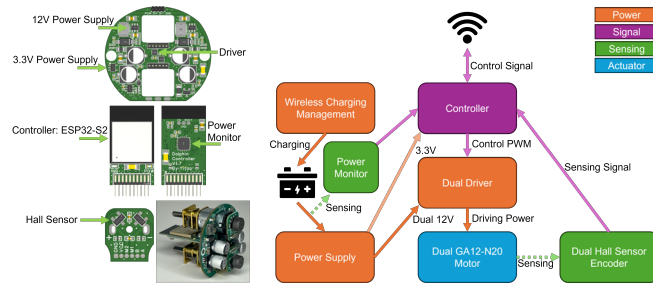 12V Power Supply
3.3V Power Supply
Driver
Controller: ESP32-S2
Power
Monitor
Dolphin
Controller
Hall Sensor
Power
Signal
Sensing
Actuator
Control Signal
Wireless Charging
Management
Controller
Charging
Power
Monitor
3.3V
Control PWM
Sensing Signal
Sensing
Dual Driver
Dual 12V
Driving Power
Power Supply
Dual GA12-N20
Motor
Sensing
Dual Hall Sensor
Encoder